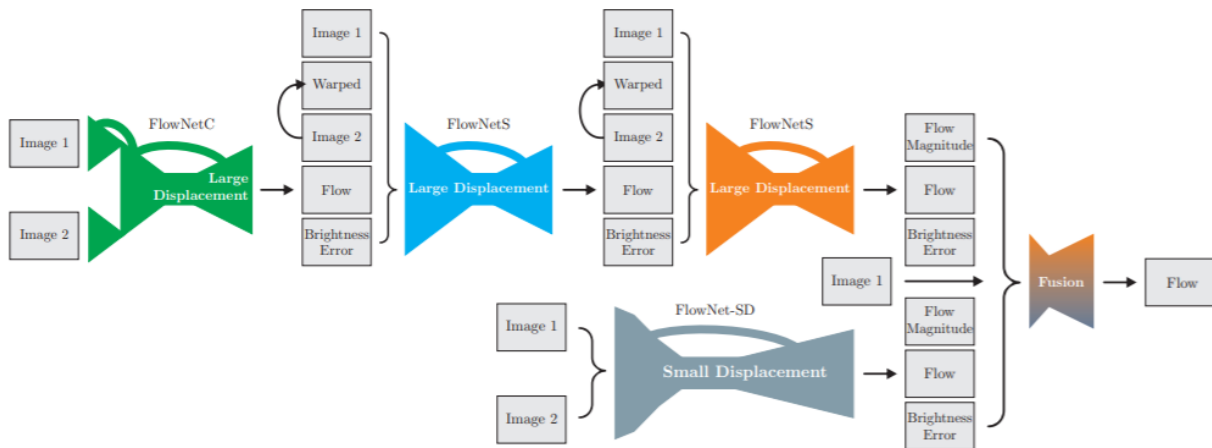 Image 1
Image 2
FlowNetC
Large
Displacement
Image 1
Warped
Image 2
Flow
Brightness
Error
FlowNetS
Large Displacement
Image 1
Warped
Image 2
Flow
Brightness
Error
FlowNetS
Large Displacement
Flow
Magnitude
Flow
Brightness
Error
Image 1
Image 1
Image 2
FlowNet-SD
Small Displacement
Flow
Magnitude
Flow
Brightness
Error
Fusion
Flow